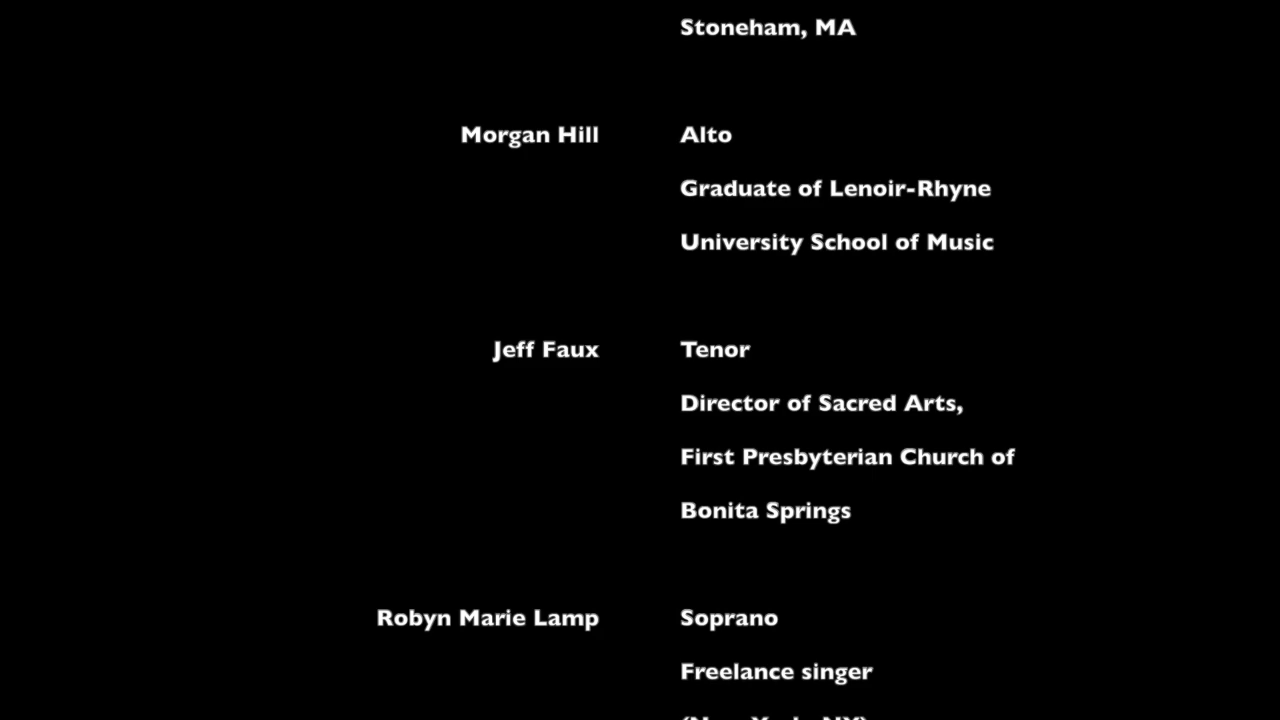 Stoneham, MA
Morgan Hill Alto
Graduate of Lenoir-Rhyne
University School of Music
Jeff Faux Tenor
Director of Sacred Arts,
First Presbyterian Church of
Bonita Springs
Robyn Marie Lamp Soprano
Freelance singer